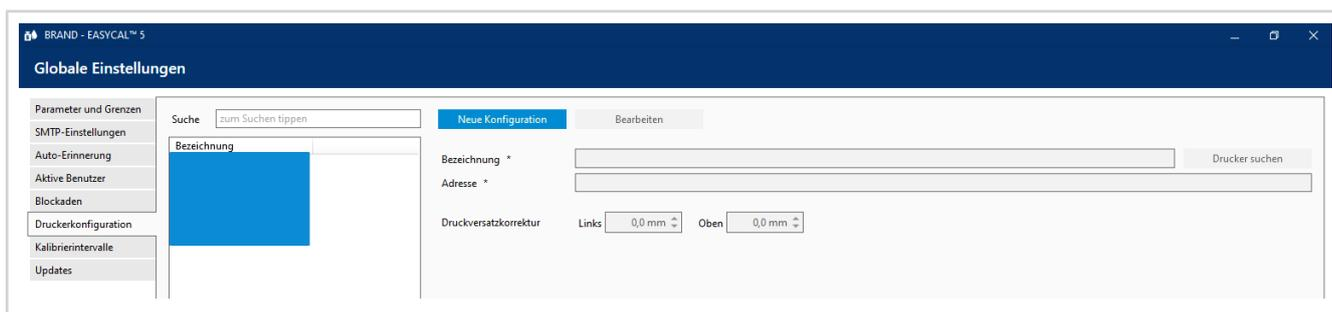 BRAND - EASYCAL™ 5
Globale Einstellungen
Parameter und Grenzen
SMTP-Einstellungen
Auto-Erinnerung
Aktive Benutzer
Blockaden
Druckerkonfiguration
Kalibrierintervalle
Updates
Suche zum Suchen tippen
Bezeichnung
Neue Konfiguration Bearbeiten
Bezeichnung * Drucker suchen
Adresse *
Druckversatzkorrektur Links 0,0 mm Oben 0,0 mm